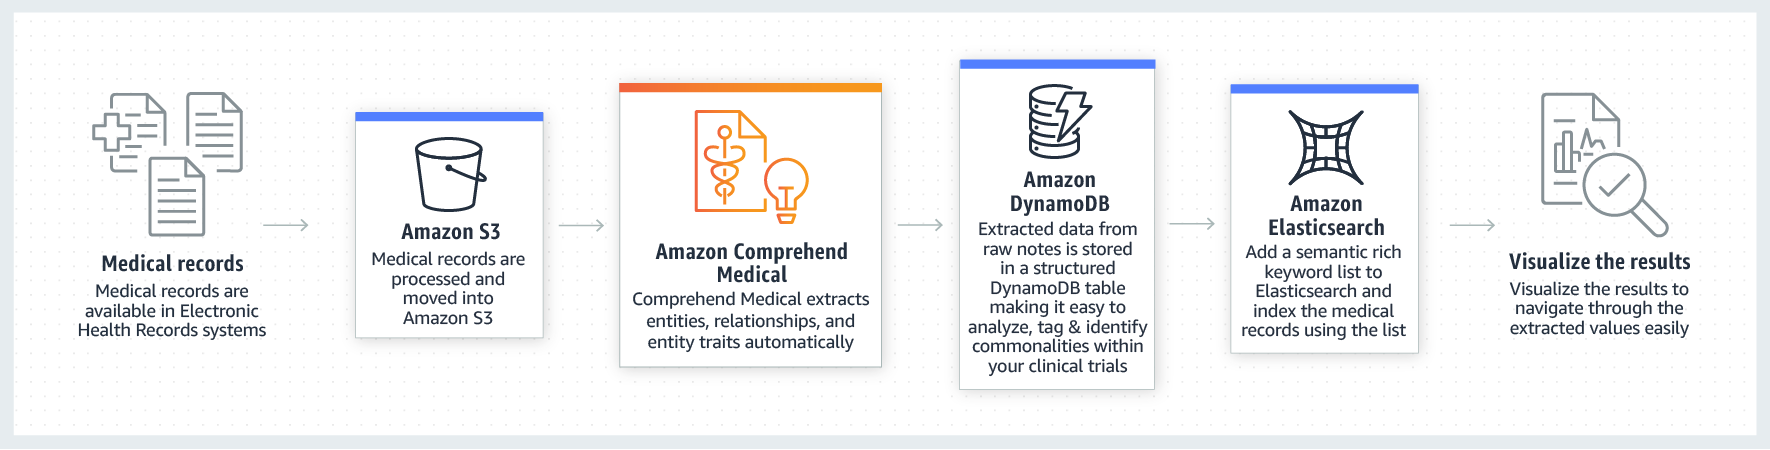 Medical records
Medical records are
available in Electronic
Health Records systems
Amazon S3
Medical records are
processed and
moved into
Amazon S3
Amazon Comprehend
Medical
Comprehend Medical extracts
entities, relationships, and
entity traits automatically
Amazon
DynamoDB
Extracted data from
raw notes is stored
in a structured
DynamoDB table
making it easy to
analyze, tag & identify
commonalities within
your clinical trials
Amazon
Elasticsearch
Add a semantic rich
keyword list to
Elasticsearch and
index the medical
records using the list
Visualize the results
Visualize the results to
navigate through the
extracted values easily